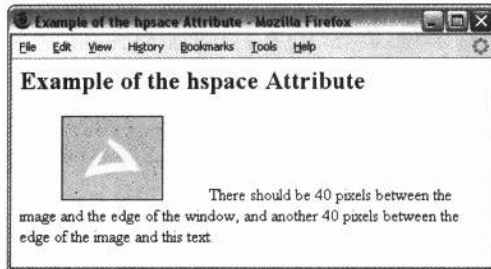 Example of the hpsace Attribute - Mozilla Firefox
File Edit View History Bookmarks Tools Help
Example of the hspace Attribute
There should be 40 pixels between the
image and the edge of the window, and another 40 pixels between the
edge of the image and this text.